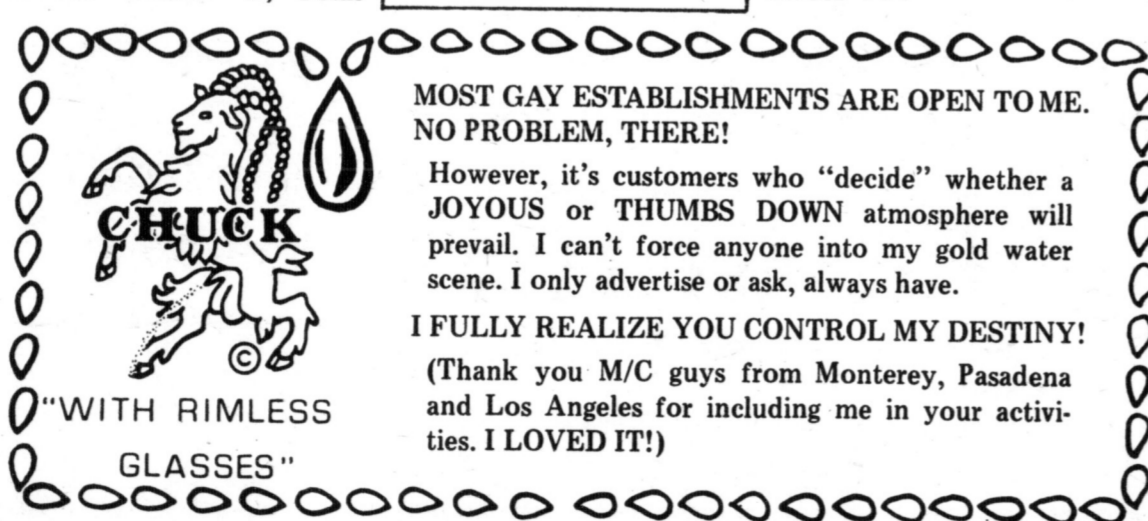 MOST GAY ESTABLISHMENTS ARE OPEN TO ME.
NO PROBLEM, THERE!
However, it's customers who “decide” whether a
JOYOUS or THUMBS DOWN atmosphere will
prevail. I can't force anyone into my gold water
scene. I only advertise or ask, always have.
I FULLY REALIZE YOU CONTROL MY DESTINY!
(Thank you M/C guys from Monterey, Pasadena
and Los Angeles for including me in your activi-
ties. I LOVED IT!)
CHUCK
©
"WITH RIMLESS
GLASSES"